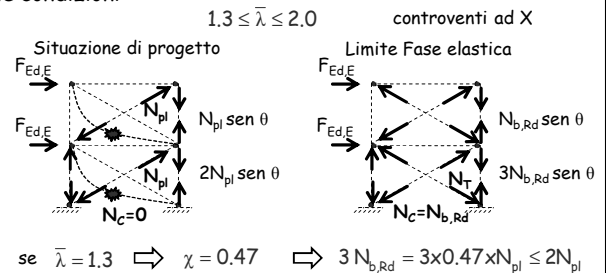 1.3 ≤ λ̅ ≤ 2.0 controventi ad X
Situazione di progetto Limite Fase elastica
F_Ed,E F_Ed,E
N_pl N_pl sen θ N_b,Rd sen θ
F_Ed,E F_Ed,E
N_pl 2N_pl sen θ N_T 3N_b,Rd sen θ
N_C=0 N_C=N_b,Rd
se λ̅ = 1.3 ⇨ χ = 0.47 ⇨ 3 N_b,Rd = 3x0.47xN_pl ≤ 2N_pl